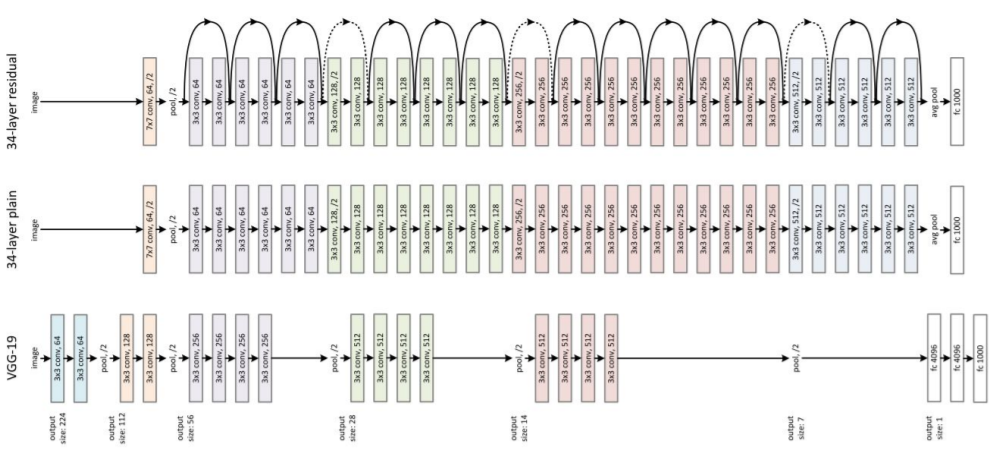 34-layer residual
image
7x7 conv, 64, /2
pool, /2
3x3 conv, 64
3x3 conv, 64
3x3 conv, 64
3x3 conv, 64
3x3 conv, 64
3x3 conv, 64
3x3 conv, 128, /2
3x3 conv, 128
3x3 conv, 128
3x3 conv, 128
3x3 conv, 128
3x3 conv, 128
3x3 conv, 128
3x3 conv, 128
3x3 conv, 256, /2
3x3 conv, 256
3x3 conv, 256
3x3 conv, 256
3x3 conv, 256
3x3 conv, 256
3x3 conv, 256
3x3 conv, 256
3x3 conv, 256
3x3 conv, 256
3x3 conv, 256
3x3 conv, 256
3x3 conv, 512, /2
3x3 conv, 512
3x3 conv, 512
3x3 conv, 512
3x3 conv, 512
3x3 conv, 512
avg pool
fc 1000
34-layer plain
image
7x7 conv, 64, /2
pool, /2
3x3 conv, 64
3x3 conv, 64
3x3 conv, 64
3x3 conv, 64
3x3 conv, 64
3x3 conv, 64
3x3 conv, 128, /2
3x3 conv, 128
3x3 conv, 128
3x3 conv, 128
3x3 conv, 128
3x3 conv, 128
3x3 conv, 128
3x3 conv, 128
3x3 conv, 256, /2
3x3 conv, 256
3x3 conv, 256
3x3 conv, 256
3x3 conv, 256
3x3 conv, 256
3x3 conv, 256
3x3 conv, 256
3x3 conv, 256
3x3 conv, 256
3x3 conv, 256
3x3 conv, 256
3x3 conv, 512, /2
3x3 conv, 512
3x3 conv, 512
3x3 conv, 512
3x3 conv, 512
3x3 conv, 512
avg pool
fc 1000
VGG-19
image
3x3 conv, 64
3x3 conv, 64
pool, /2
3x3 conv, 128
3x3 conv, 128
pool, /2
3x3 conv, 256
3x3 conv, 256
3x3 conv, 256
3x3 conv, 256
pool, /2
3x3 conv, 512
3x3 conv, 512
3x3 conv, 512
3x3 conv, 512
pool, /2
3x3 conv, 512
3x3 conv, 512
3x3 conv, 512
3x3 conv, 512
pool, /2
fc 4096
fc 4096
fc 1000
output
size: 224
output
size: 112
output
size: 56
output
size: 28
output
size: 14
output
size: 7
output
size: 1